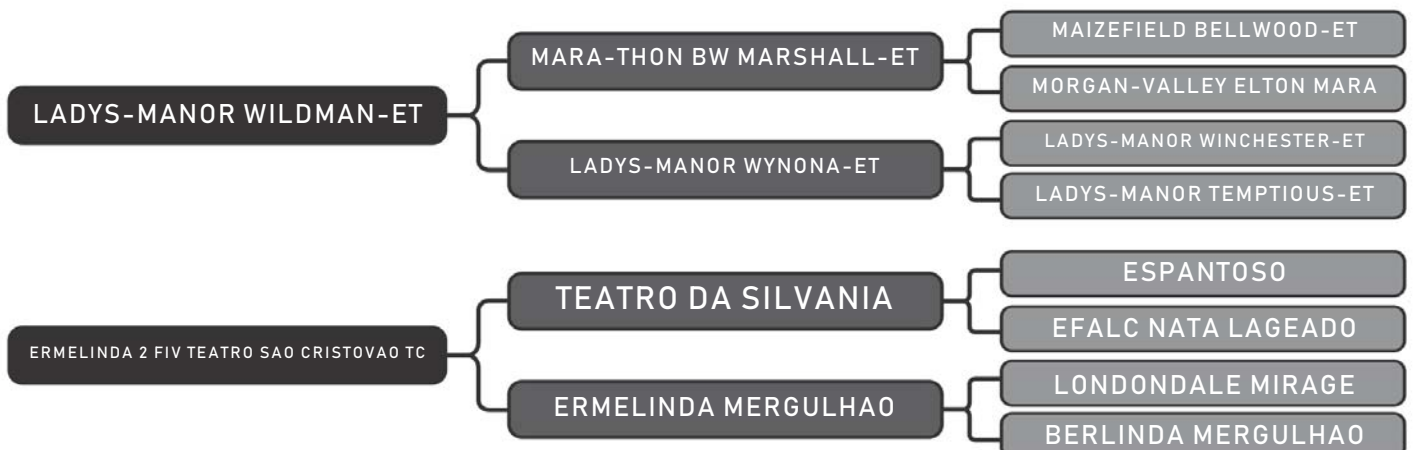 MAIZEFIELD BELLWOOD-ET
MARA-THON BW MARSHALL-ET
MORGAN-VALLEY ELTON MARA
LADYS-MANOR WILDMAN-ET
LADYS-MANOR WINCHESTER-ET
LADYS-MANOR WYNONA-ET
LADYS-MANOR TEMPTIOUS-ET
ESPANTOSO
TEATRO DA SILVANIA
EFALC NATA LAGEADO
ERMELINDA 2 FIV TEATRO SAO CRISTOVAO TC
LONDONDALE MIRAGE
ERMELINDA MERGULHAO
BERLINDA MERGULHAO